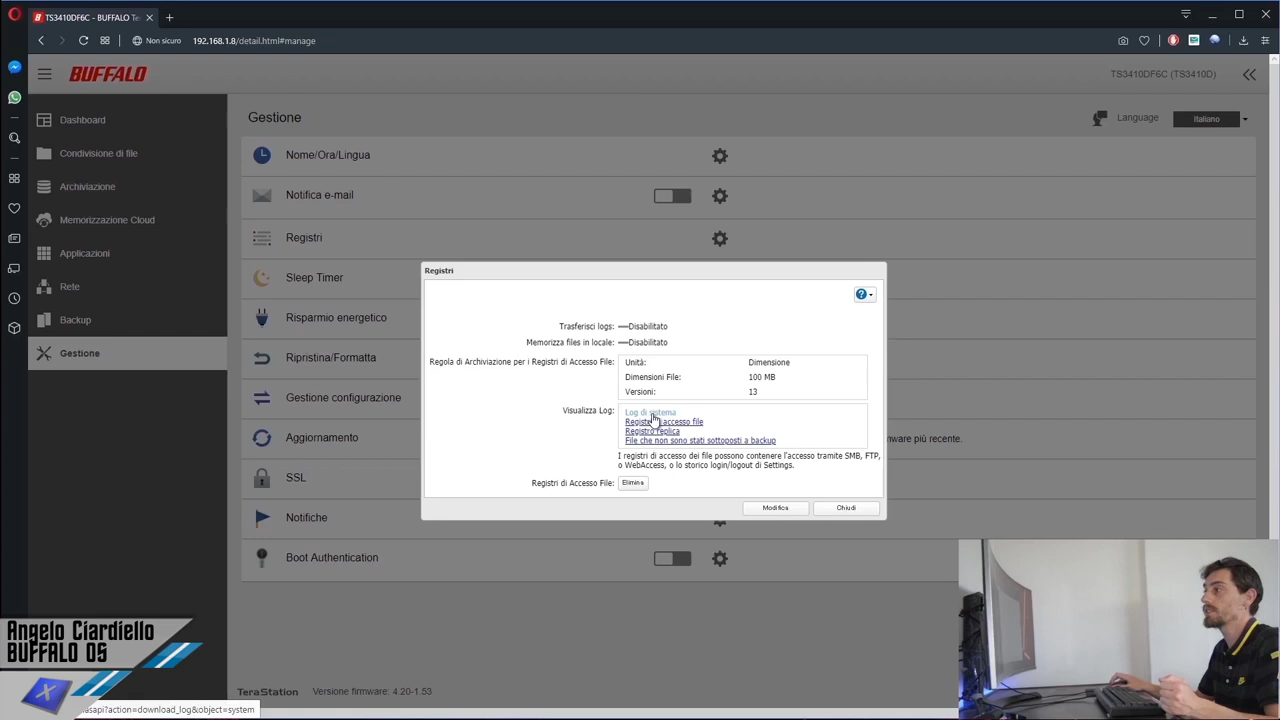 TS3410DF6C - BUFFALO Te
Non sicuro
192.168.1.8/detail.html#manage
BUFFALO
TS3410DF6C (TS3410D)
Dashboard
Condivisione di file
Archiviazione
Memorizzazione Cloud
Applicazioni
Rete
Backup
Gestione
Gestione
Language
Italiano
Nome/Ora/Lingua
Notifica e-mail
Registri
Sleep Timer
Risparmio energetico
Ripristina/Formatta
Gestione configurazione
Aggiornamento
ware più recente.
SSL
Notifiche
Boot Authentication
Registri
Trasferisci logs: Disabilitato
Memorizza files in locale: Disabilitato
Regola di Archiviazione per i Registri di Accesso File:
Unità: Dimensione
Dimensioni File: 100 MB
Versioni: 13
Visualizza Log:
Log di sistema
accesso file
Registro replica
File che non sono stati sottoposti a backup
I registri di accesso dei file possono contenere l'accesso tramite SMB, FTP,
o WebAccess, o lo storico login/logout di Settings.
Registri di Accesso File: Elimina
Modifica
Chiudi
TeraStation Versione firmware: 4.20-1.53
Angelo Ciardiello
BUFFALO OS
asapi?action=download_log&object=system